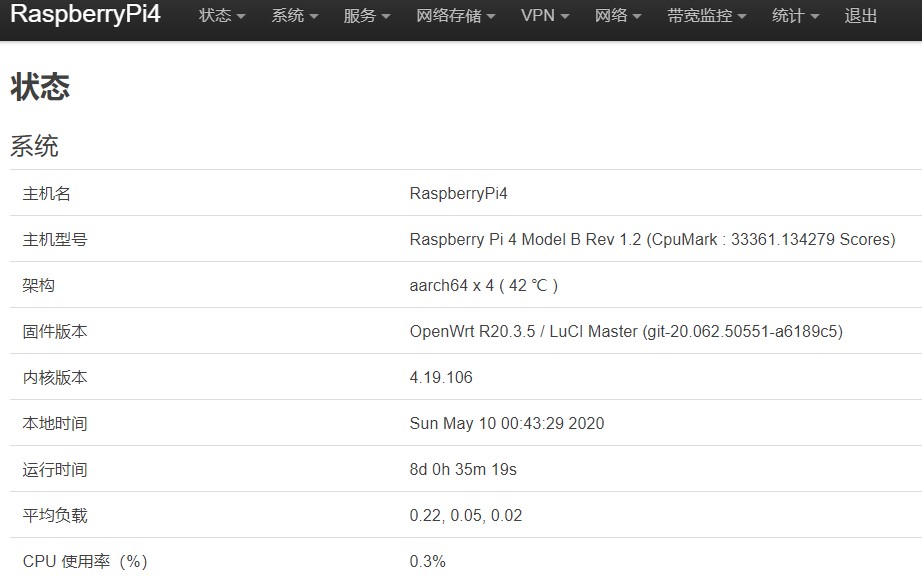 RaspberryPi4 状态 系统 服务 网络存储 VPN 网络 带宽监控 统计 退出
状态
系统
主机名 RaspberryPi4
主机型号 Raspberry Pi 4 Model B Rev 1.2 (CpuMark : 33361.134279 Scores)
架构 aarch64 x 4 ( 42 ℃ )
固件版本 OpenWrt R20.3.5 / LuCI Master (git-20.062.50551-a6189c5)
内核版本 4.19.106
本地时间 Sun May 10 00:43:29 2020
运行时间 8d 0h 35m 19s
平均负载 0.22, 0.05, 0.02
CPU 使用率（%） 0.3%